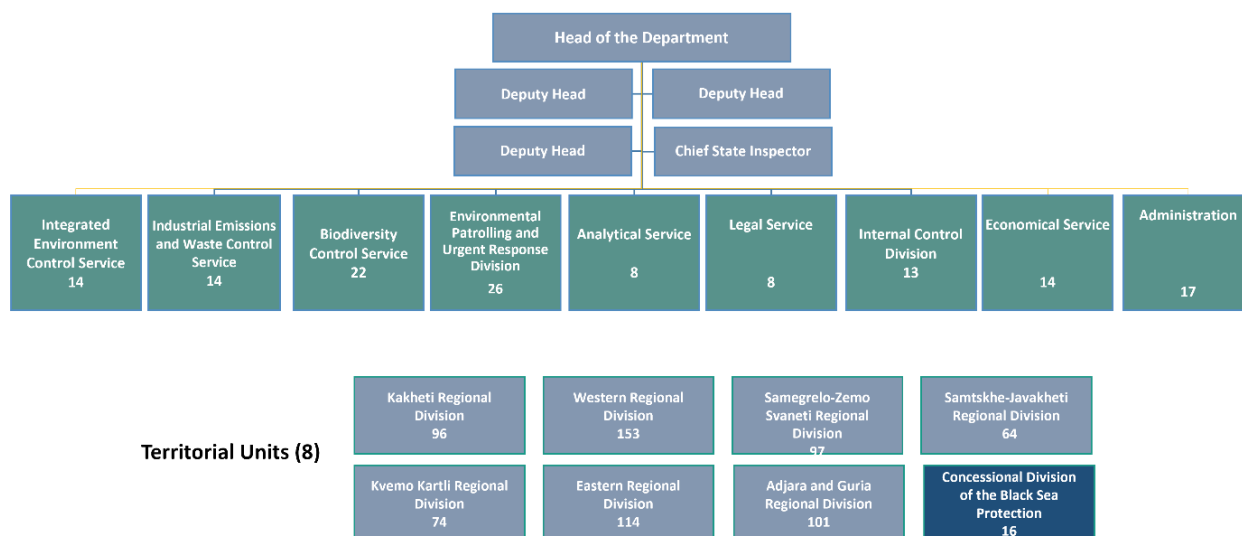 Head of the Department
Deputy Head
Deputy Head
Deputy Head
Chief State Inspector
Integrated
Environment
Control Service
14
Industrial Emissions
and Waste Control
Service
14
Biodiversity
Control Service
22
Environmental
Patrolling and
Urgent Response
Division
26
Analytical Service
8
Legal Service
8
Internal Control
Division
13
Economical Service
14
Administration
17
Territorial Units (8)
Kakheti Regional
Division
96
Western Regional
Division
153
Samegrelo-Zemo
Svaneti Regional
Division
97
Samtskhe-Javakheti
Regional Division
64
Kvemo Kartli Regional
Division
74
Eastern Regional
Division
114
Adjara and Guria
Regional Division
101
Concessional Division
of the Black Sea
Protection
16